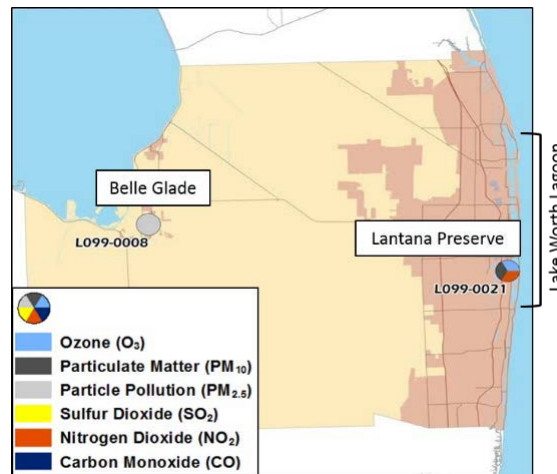 Belle Glade
L099-0008
Lantana Preserve
L099-0021
Lake Worth Lagoon
Ozone (O₃)
Particulate Matter (PM₁₀)
Particle Pollution (PM₂.₅)
Sulfur Dioxide (SO₂)
Nitrogen Dioxide (NO₂)
Carbon Monoxide (CO)